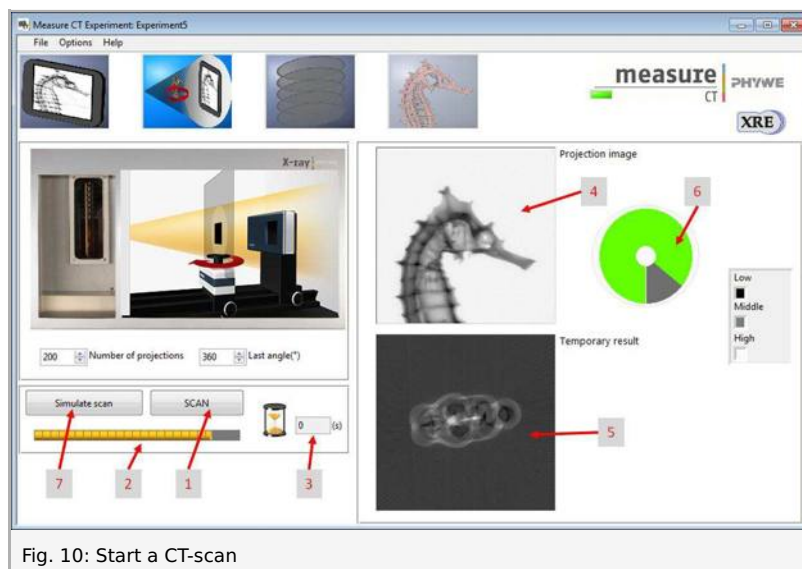 Measure CT Experiment: Experiment5
File Options Help
measure
CT
PHYWE
XRE
X-ray
Projection image
4
6
Low
Middle
High
200 Number of projections 360 Last angle(°)
Temporary result
Simulate scan SCAN
0 (s)
7 2 1 3
5
Fig. 10: Start a CT-scan